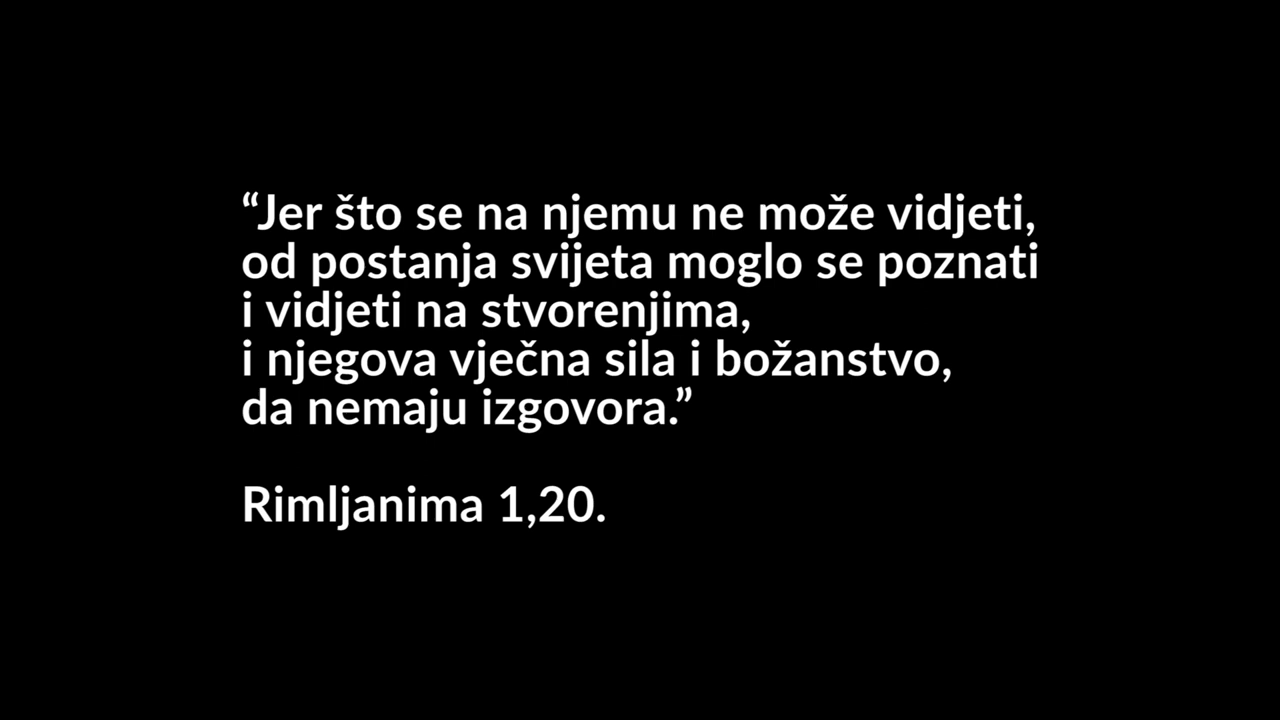 “Jer što se na njemu ne može vidjeti,
od postanja svijeta moglo se poznati
i vidjeti na stvorenjima,
i njegova vječna sila i božanstvo,
da nemaju izgovora.”
Rimljanima 1,20.